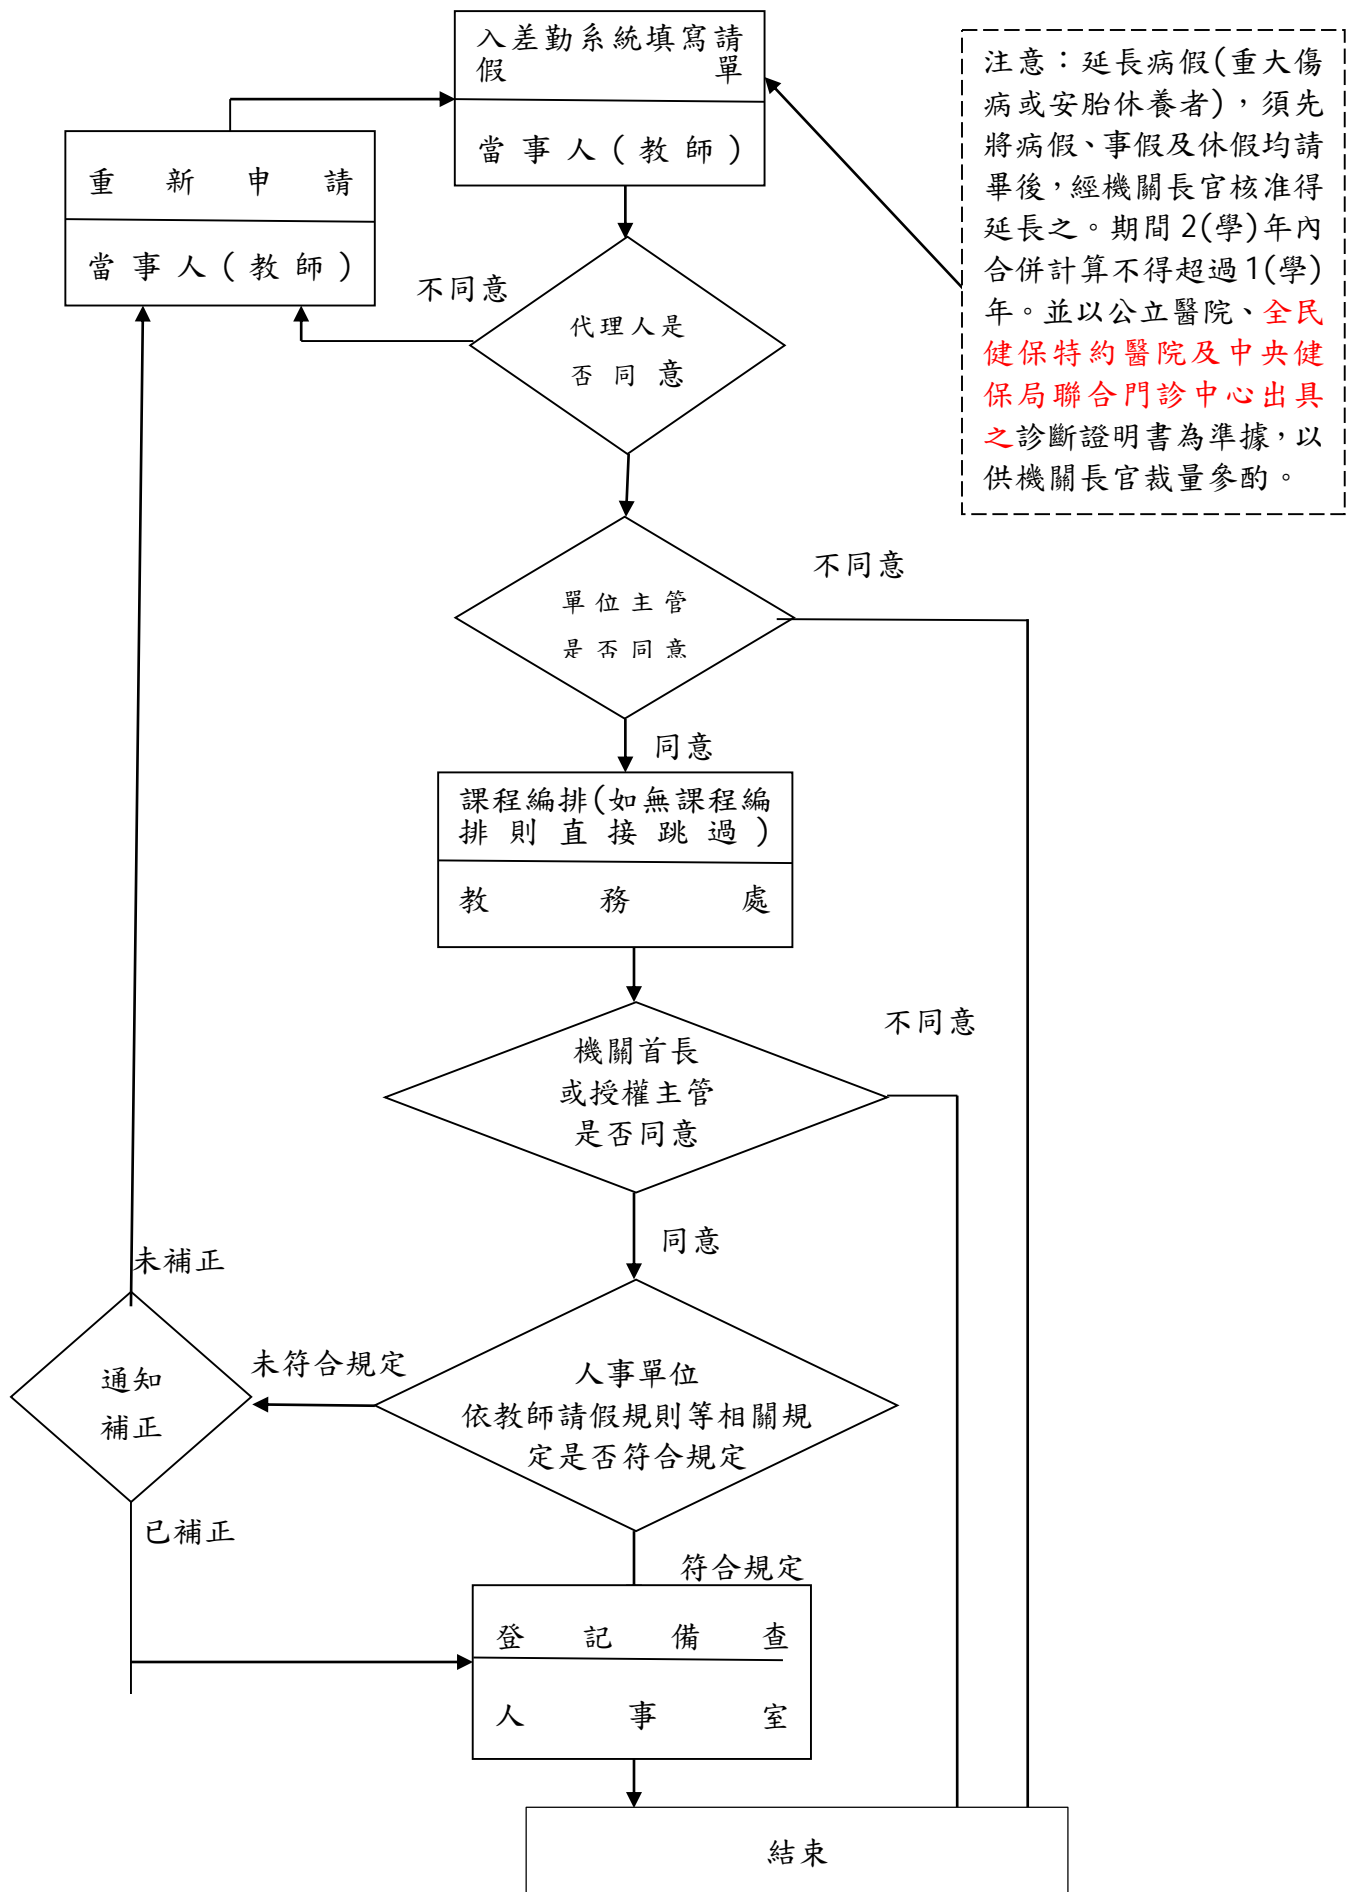 入差勤系統填寫請
假單
當事人(教師)
注意：延長病假(重大傷
病或安胎休養者)，須先
將病假、事假及休假均請
畢後，經機關長官核准得
延長之。期間2(學)年內
合併計算不得超過1(學)
年。並以公立醫院、全民
健保特約醫院及中央健
保局聯合門診中心出具
之診斷證明書為準據，以
供機關長官裁量參酌。
重新申請
當事人(教師)
不同意
代理人是
否同意
不同意
單位主管
是否同意
同意
課程編排(如無課程編
排則直接跳過)
教務處
不同意
機關首長
或授權主管
是否同意
同意
未補正
未符合規定
通知
補正
人事單位
依教師請假規則等相關規
定是否符合規定
已補正
符合規定
登記備查
人事室
結束